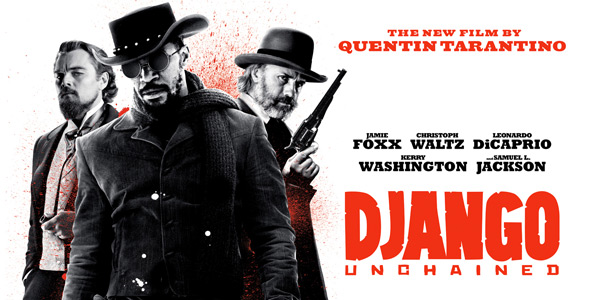 THE NEW FILM BY
QUENTIN TARANTINO
JAMIE FOXX CHRISTOPH WALTZ LEONARDO DiCAPRIO
KERRY WASHINGTON AND SAMUEL L. JACKSON
DJANGO
UNCHAINED